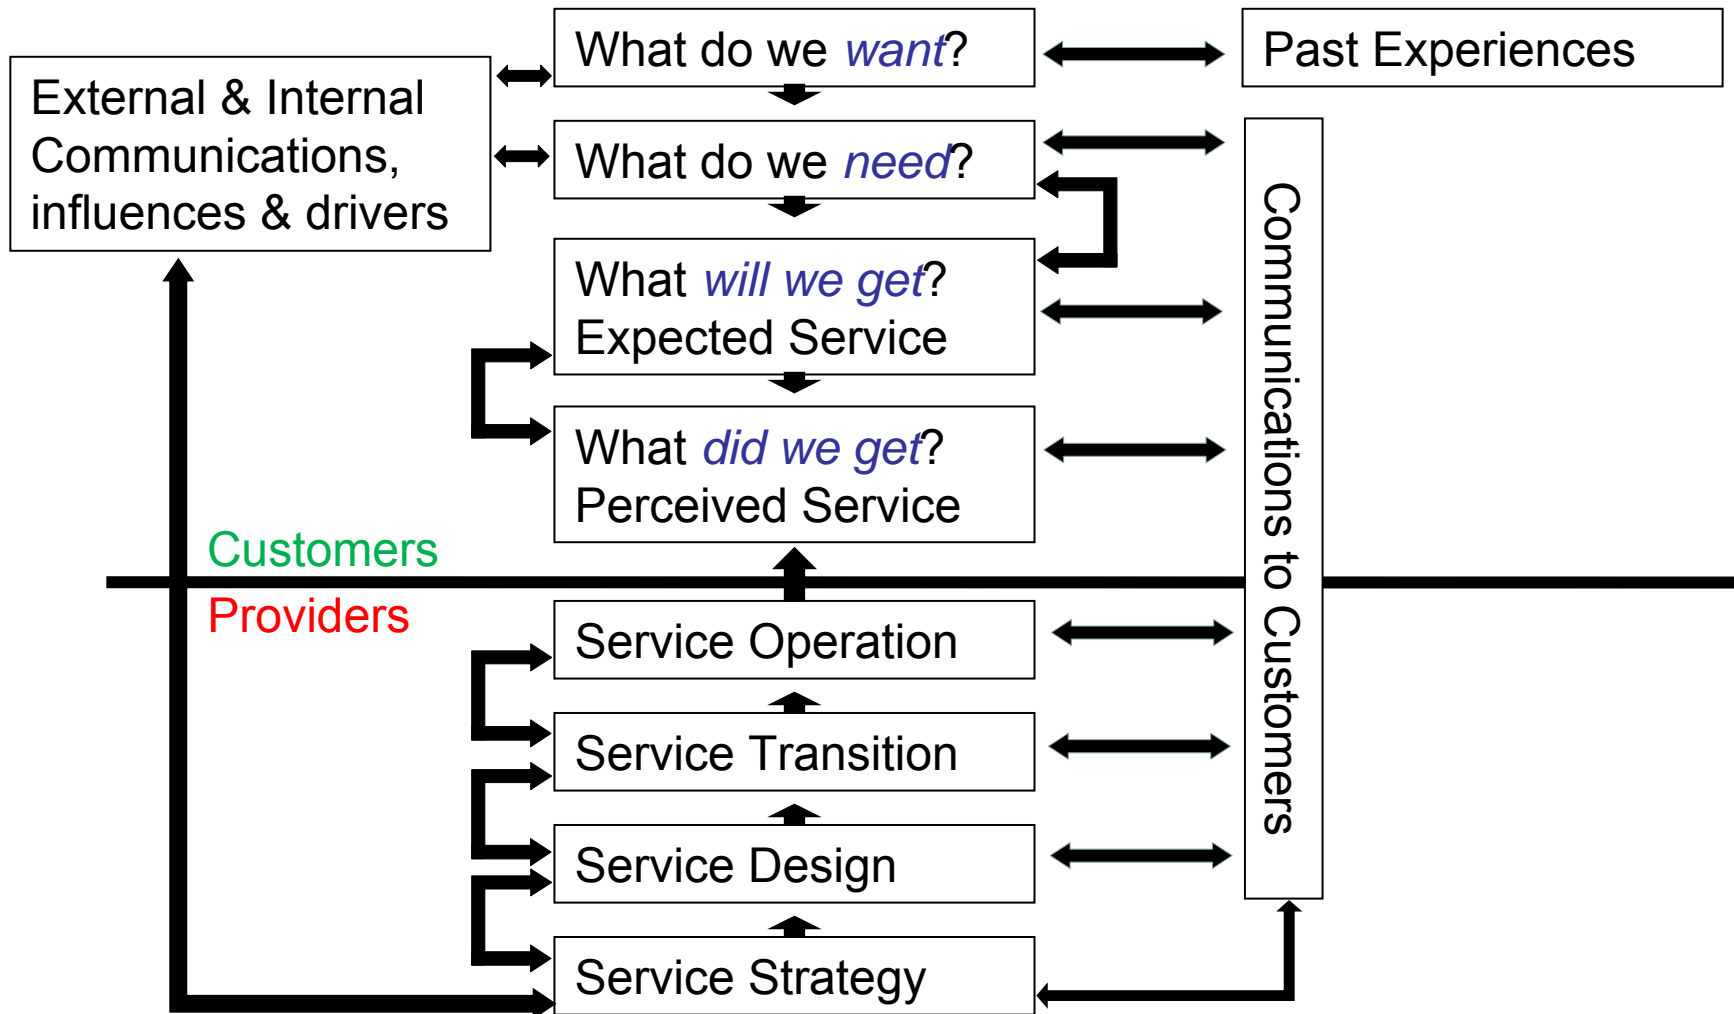 What do we want?
Past Experiences
External & Internal
Communications,
influences & drivers
What do we need?
What will we get?
Expected Service
What did we get?
Perceived Service
Communications to Customers
Customers
Providers
Service Operation
Service Transition
Service Design
Service Strategy